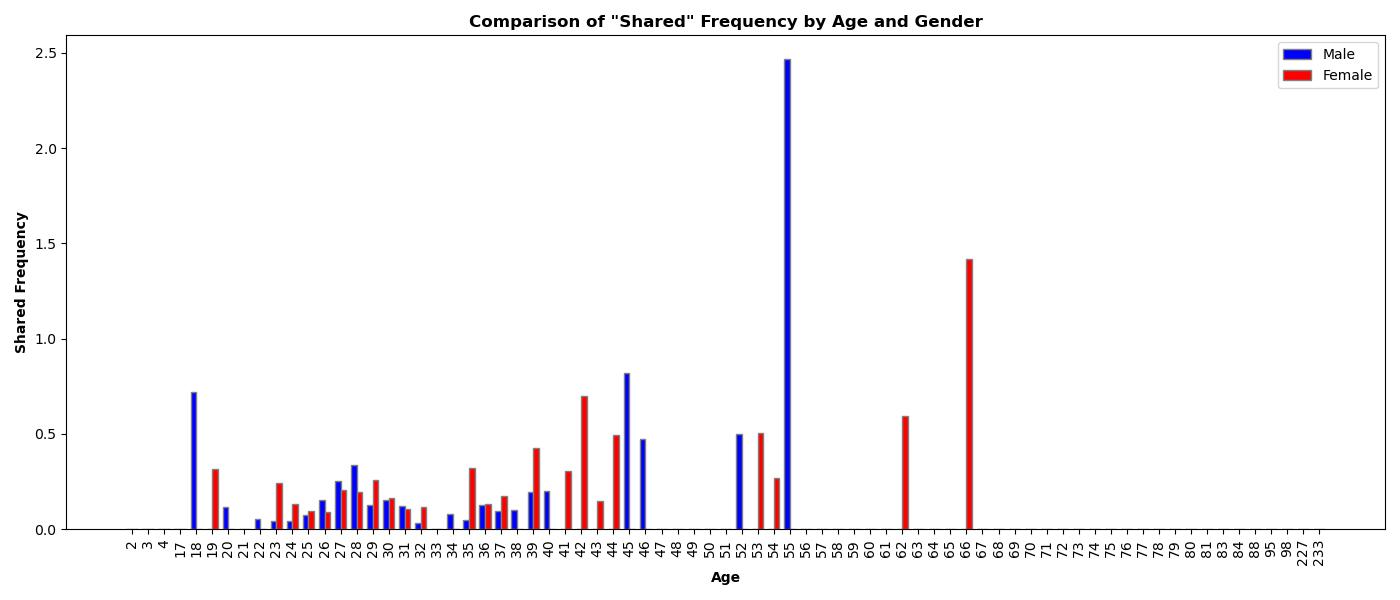 Comparison of "Shared" Frequency by Age and Gender
Male
Female
Shared Frequency
2.5
2.0
1.5
1.0
0.5
0.0
2 3 4 17 18 19 20 21 22 23 24 25 26 27 28 29 30 31 32 33 34 35 36 37 38 39 40 41 42 43 44 45 46 47 48 49 50 51 52 53 54 55 56 57 58 59 60 61 62 63 64 65 66 67 68 69 70 71 72 73 74 75 76 77 78 79 80 81 83 84 88 95 98 227 233
Age